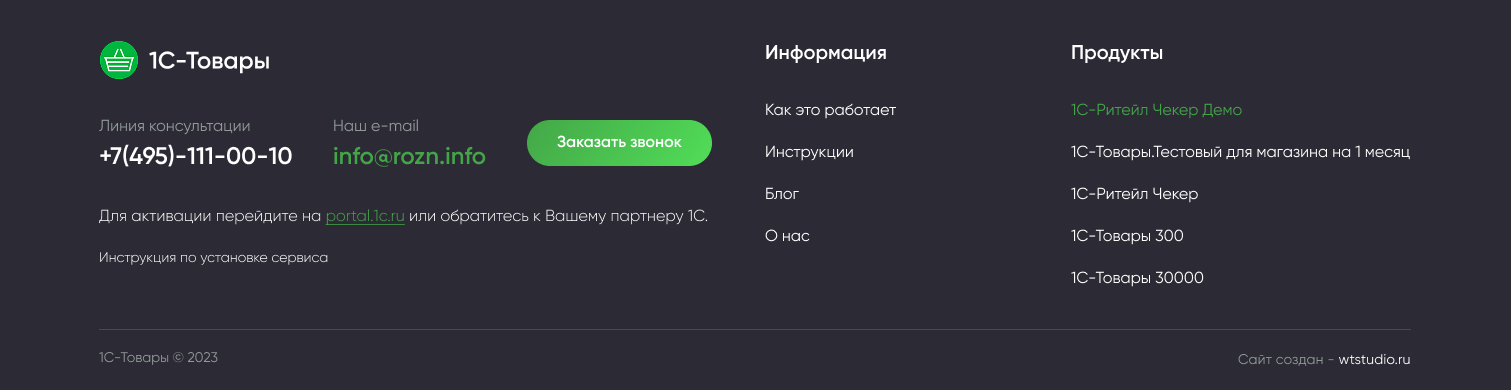 1С-Товары
Линия консультации
+7(495)-111-00-10
Наш e-mail
info@rozn.info
Заказать звонок
Для активации перейдите на portal.1c.ru или обратитесь к Вашему партнеру 1С.
Инструкция по установке сервиса
Информация
Как это работает
Инструкции
Блог
О нас
Продукты
1С-Ритейл Чекер Демо
1С-Товары.Тестовый для магазина на 1 месяц
1С-Ритейл Чекер
1С-Товары 300
1С-Товары 30000
1С-Товары © 2023
Сайт создан - wtstudio.ru